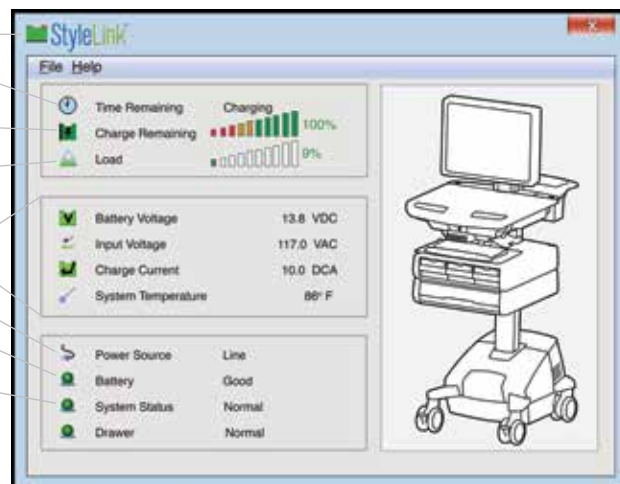 StyleLink
File Help
Time Remaining Charging
Charge Remaining 100%
Load 9%
Battery Voltage 13.8 VDC
Input Voltage 117.0 VAC
Charge Current 10.0 DCA
System Temperature 86° F
Power Source Line
Battery Good
System Status Normal
Drawer Normal